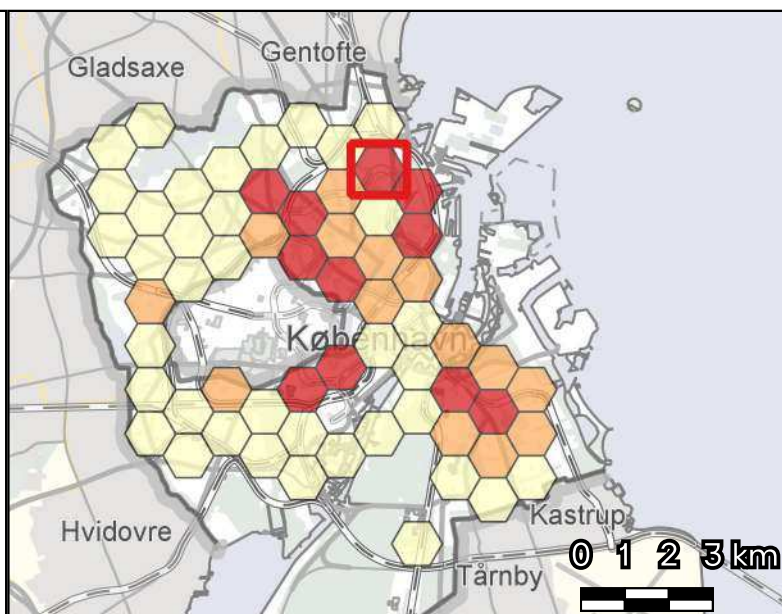 Gentofte
Gladsaxe
København
Hvidovre
Kastrup
0 1 2 3 km
Tårnby